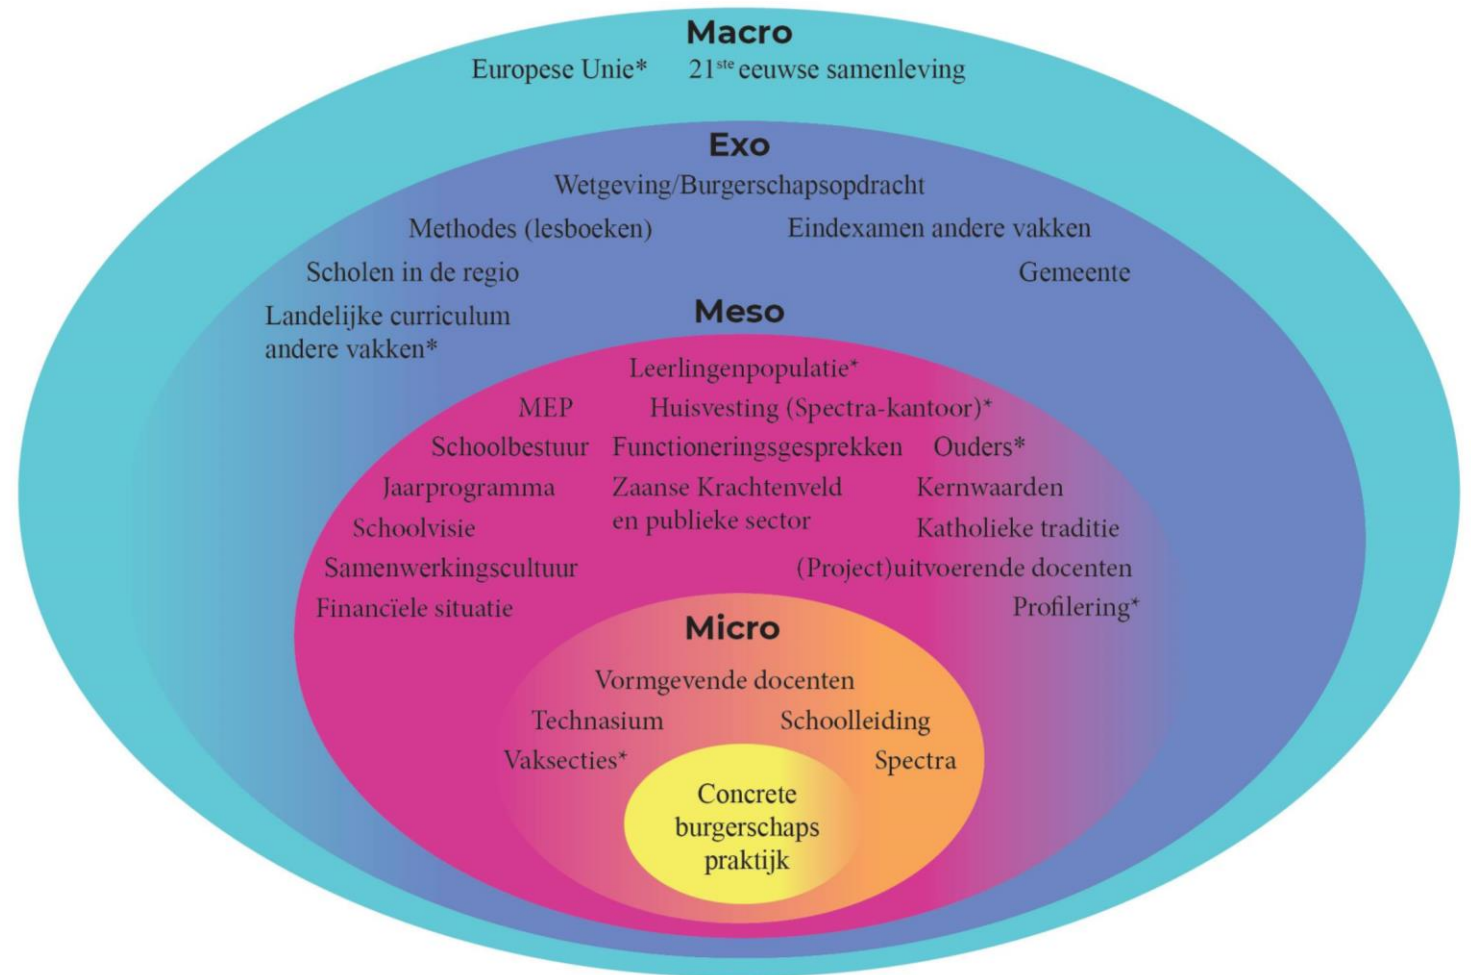 Macro
Europese Unie* 21ste eeuwse samenleving
Exo
Wetgeving/Burgerschapsopdracht
Methodes (lesboeken) Eindexamen andere vakken
Scholen in de regio Gemeente
Landelijke curriculum
andere vakken*
Meso
Leerlingenpopulatie*
MEP Huisvesting (Spectra-kantoor)*
Schoolbestuur Functioneringsgesprekken Ouders*
Jaarprogramma Zaanse Krachtenveld Kernwaarden
en publieke sector
Schoolvisie Katholieke traditie
Samenwerkingscultuur (Project)uitvoerende docenten
Financïele situatie Profilering*
Micro
Vormgevende docenten
Technasium Schoolleiding
Vaksecties* Spectra
Concrete
burgerschaps
praktijk